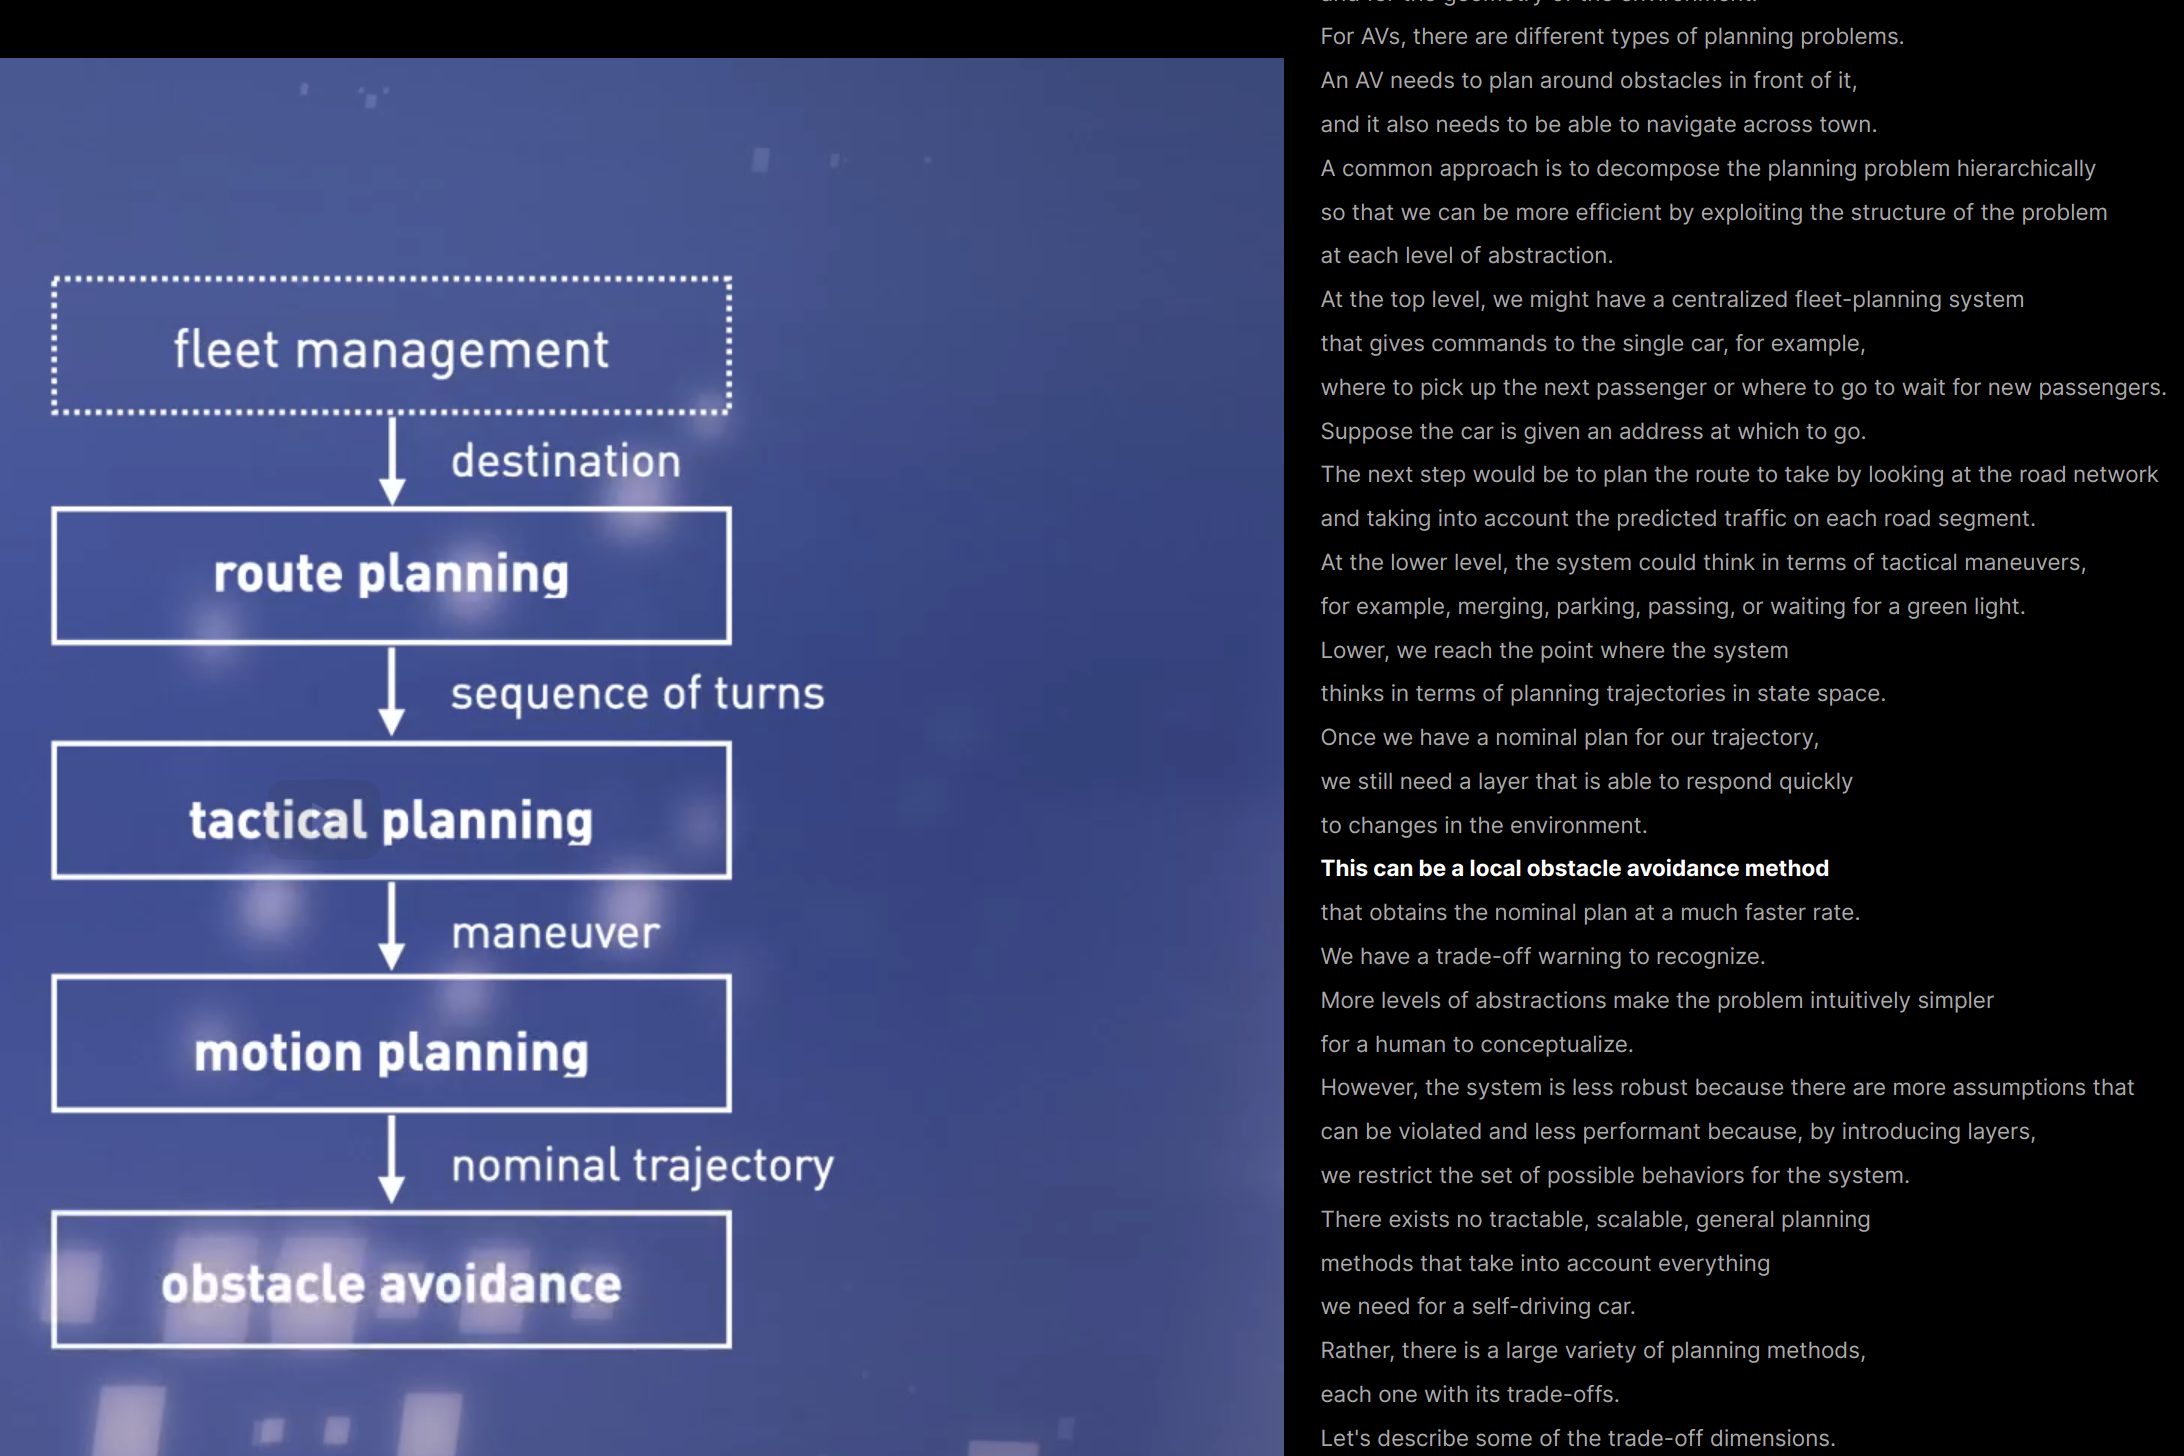 fleet management
destination
route planning
sequence of turns
tactical planning
maneuver
motion planning
nominal trajectory
obstacle avoidance
and for the geometry of the environment.
For AVs, there are different types of planning problems.
An AV needs to plan around obstacles in front of it,
and it also needs to be able to navigate across town.
A common approach is to decompose the planning problem hierarchically
so that we can be more efficient by exploiting the structure of the problem
at each level of abstraction.
At the top level, we might have a centralized fleet-planning system
that gives commands to the single car, for example,
where to pick up the next passenger or where to go to wait for new passengers.
Suppose the car is given an address at which to go.
The next step would be to plan the route to take by looking at the road network
and taking into account the predicted traffic on each road segment.
At the lower level, the system could think in terms of tactical maneuvers,
for example, merging, parking, passing, or waiting for a green light.
Lower, we reach the point where the system
thinks in terms of planning trajectories in state space.
Once we have a nominal plan for our trajectory,
we still need a layer that is able to respond quickly
to changes in the environment.
This can be a local obstacle avoidance method
that obtains the nominal plan at a much faster rate.
We have a trade-off warning to recognize.
More levels of abstractions make the problem intuitively simpler
for a human to conceptualize.
However, the system is less robust because there are more assumptions that
can be violated and less performant because, by introducing layers,
we restrict the set of possible behaviors for the system.
There exists no tractable, scalable, general planning
methods that take into account everything
we need for a self-driving car.
Rather, there is a large variety of planning methods,
each one with its trade-offs.
Let's describe some of the trade-off dimensions.